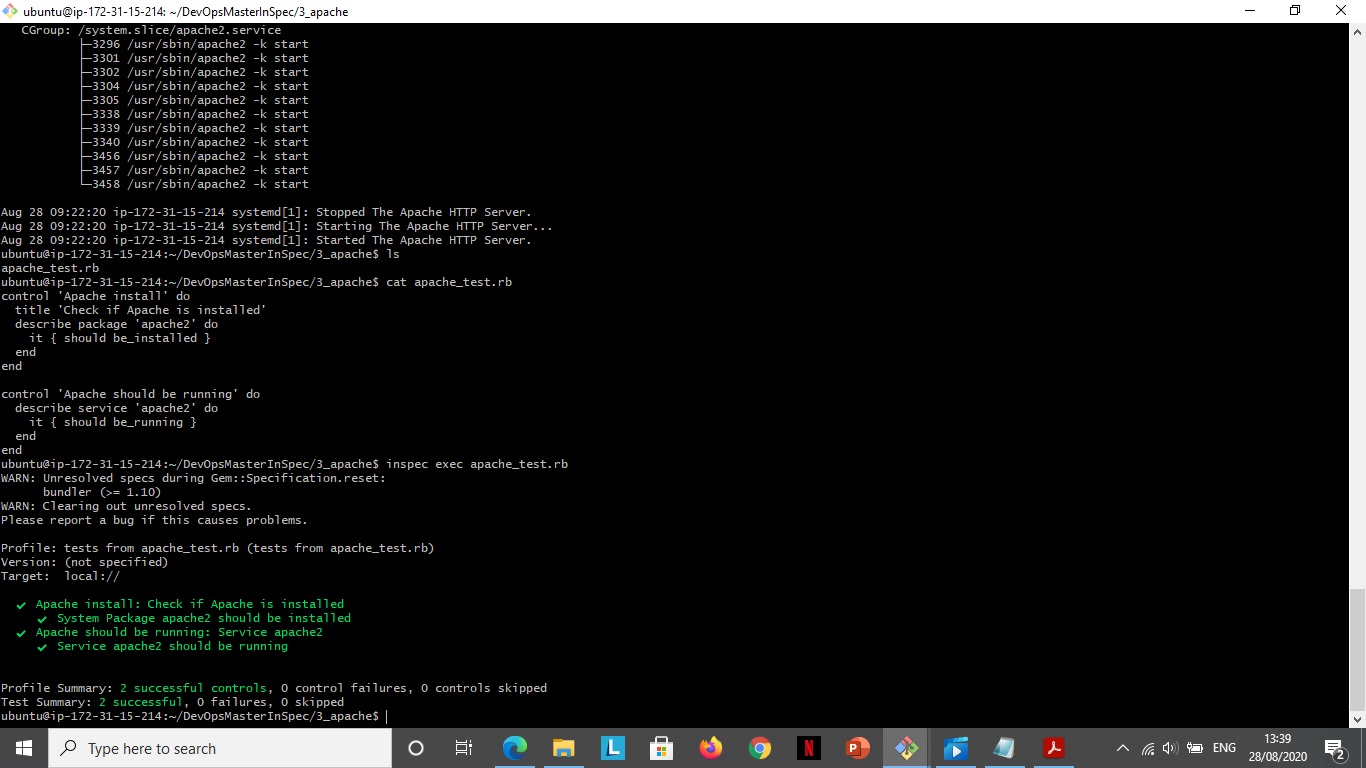 ubuntu@ip-172-31-15-214: ~/DevOpsMasterInSpec/3_apache
CGroup: /system.slice/apache2.service
├─3296 /usr/sbin/apache2 -k start
├─3301 /usr/sbin/apache2 -k start
├─3302 /usr/sbin/apache2 -k start
├─3304 /usr/sbin/apache2 -k start
├─3305 /usr/sbin/apache2 -k start
├─3338 /usr/sbin/apache2 -k start
├─3339 /usr/sbin/apache2 -k start
├─3340 /usr/sbin/apache2 -k start
├─3456 /usr/sbin/apache2 -k start
├─3457 /usr/sbin/apache2 -k start
└─3458 /usr/sbin/apache2 -k start
Aug 28 09:22:20 ip-172-31-15-214 systemd[1]: Stopped The Apache HTTP Server.
Aug 28 09:22:20 ip-172-31-15-214 systemd[1]: Starting The Apache HTTP Server...
Aug 28 09:22:20 ip-172-31-15-214 systemd[1]: Started The Apache HTTP Server.
ubuntu@ip-172-31-15-214:~/DevOpsMasterInSpec/3_apache$ ls
apache_test.rb
ubuntu@ip-172-31-15-214:~/DevOpsMasterInSpec/3_apache$ cat apache_test.rb
control 'Apache install' do
  title 'Check if Apache is installed'
  describe package 'apache2' do
    it { should be_installed }
  end
end
control 'Apache should be running' do
  describe service 'apache2' do
    it { should be_running }
  end
end
ubuntu@ip-172-31-15-214:~/DevOpsMasterInSpec/3_apache$ inspec exec apache_test.rb
WARN: Unresolved specs during Gem::Specification.reset:
      bundler (>= 1.10)
WARN: Clearing out unresolved specs.
Please report a bug if this causes problems.
Profile: tests from apache_test.rb (tests from apache_test.rb)
Version: (not specified)
Target:  local://
✔ Apache install: Check if Apache is installed
✔ System Package apache2 should be installed
✔ Apache should be running: Service apache2
✔ Service apache2 should be running
Profile Summary: 2 successful controls, 0 control failures, 0 controls skipped
Test Summary: 2 successful, 0 failures, 0 skipped
ubuntu@ip-172-31-15-214:~/DevOpsMasterInSpec/3_apache$
Type here to search
L
N
P
ENG
13:39
28/08/2020
2